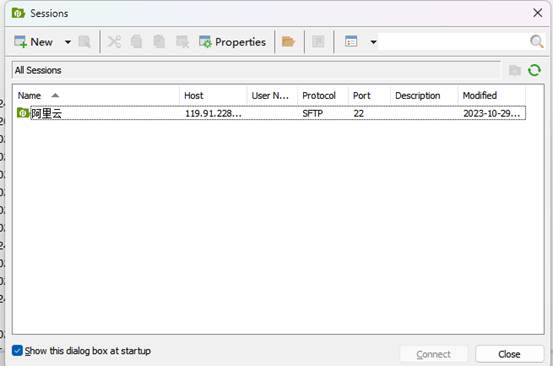 Sessions
New Properties
All Sessions
Name Host User N... Protocol Port Description Modified
阿里云 119.91.228... SFTP 22 2023-10-29...
Show this dialog box at startup
Connect Close